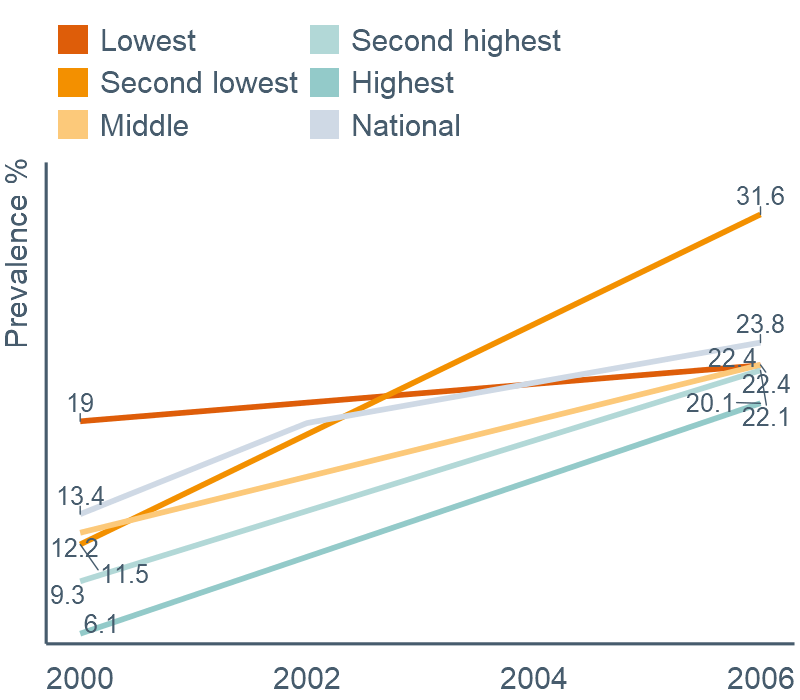 Lowest
Second lowest
Middle
Second highest
Highest
National
Prevalence %
31.6
23.8
22.4
22.4
20.1
22.1
19
13.4
12.2
11.5
9.3
6.1
2000 2002 2004 2006